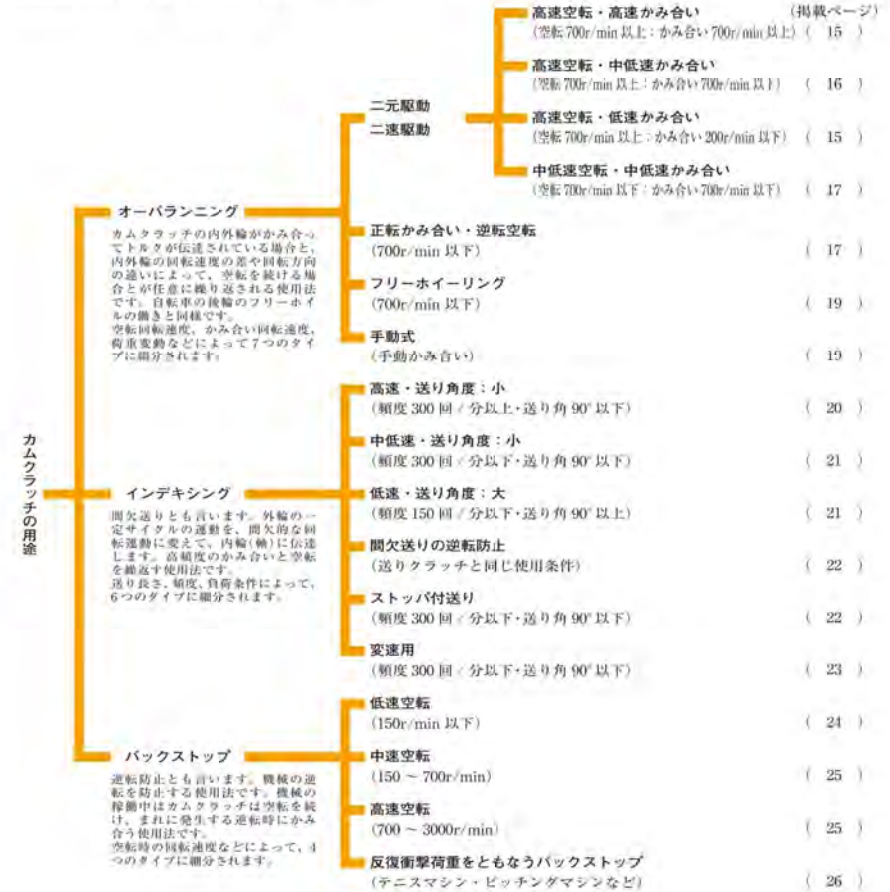 高速空転・高速かみ合い (掲載ページ)
(空転700r/min 以上:かみ合い 700r/min 以上) ( 15 )
高速空転・中低速かみ合い
(空転 700r/min 以上:かみ合い 700r/min 以下) ( 16 )
二元駆動
二速駆動
高速空転・低速かみ合い
(空転 700r/min 以上:かみ合い 200r/min 以下) ( 15 )
中低速空転・中低速かみ合い
(空転 700r/min 以下:かみ合い 700r/min 以下) ( 17 )
オーバランニング
カムクラッチの内外輪がかみ合っ
てトルクが伝達されている場合と、
内外輪の回転速度の差や回転方向
の違いによって、空転を続ける場
合とが任意に繰り返される使用法
です。自転車の後輪のフリーホイ
ルの働きと同様です。
空転回転速度、かみ合い回転速度、
荷重変動などによって7つのタイ
プに細分されます。
正転かみ合い・逆転空転
(700r/min 以下) ( 17 )
フリーホイーリング
(700r/min 以下) ( 19 )
手動式
(手動かみ合い) ( 19 )
カムクラッチの用途
高速・送り角度:小
(頻度 300 回/分以上・送り角 90° 以下) ( 20 )
中低速・送り角度:小
(頻度 300 回/分以下・送り角 90° 以下) ( 21 )
インデキシング
間欠送りとも言います。外輪の一
定サイクルの運動を、間欠的な回
転運動に変えて、内輪(軸)に伝達
します。高頻度のかみ合いと空転
を繰返す使用法です。
送り長さ、頻度、負荷条件によって、
6つのタイプに細分されます。
低速・送り角度:大
(頻度 150 回/分以下・送り角 90° 以上) ( 21 )
間欠送りの逆転防止
(送りクラッチと同じ使用条件) ( 22 )
ストッパ付送り
(頻度 300 回/分以下・送り角 90° 以下) ( 22 )
変速用
(頻度 300 回/分以下・送り角 90° 以下) ( 23 )
低速空転
(150r/min 以下) ( 24 )
バックストップ
逆転防止とも言います。機械の逆
転を防止する使用法です。機械の
稼働中はカムクラッチは空転を続
け、まれに発生する逆転時にかみ
合う使用法です。
空転時の回転速度などによって、4
つのタイプに細分されます。
中速空転
(150 ~ 700r/min) ( 25 )
高速空転
(700 ~ 3000r/min) ( 25 )
反復衝撃荷重をともなうバックストップ
(テニスマシン・ピッチングマシンなど) ( 26 )